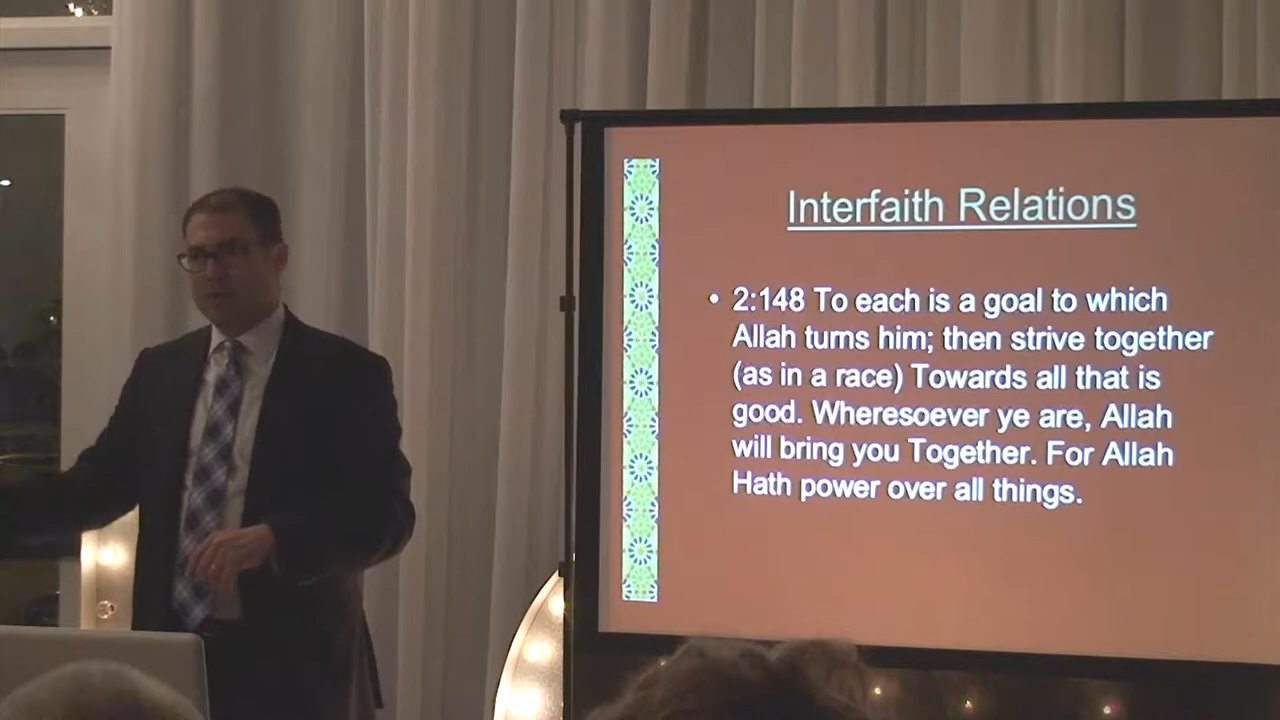 Interfaith Relations
• 2:148 To each is a goal to which
Allah turns him; then strive together
(as in a race) Towards all that is
good. Wheresoever ye are, Allah
will bring you Together. For Allah
Hath power over all things.